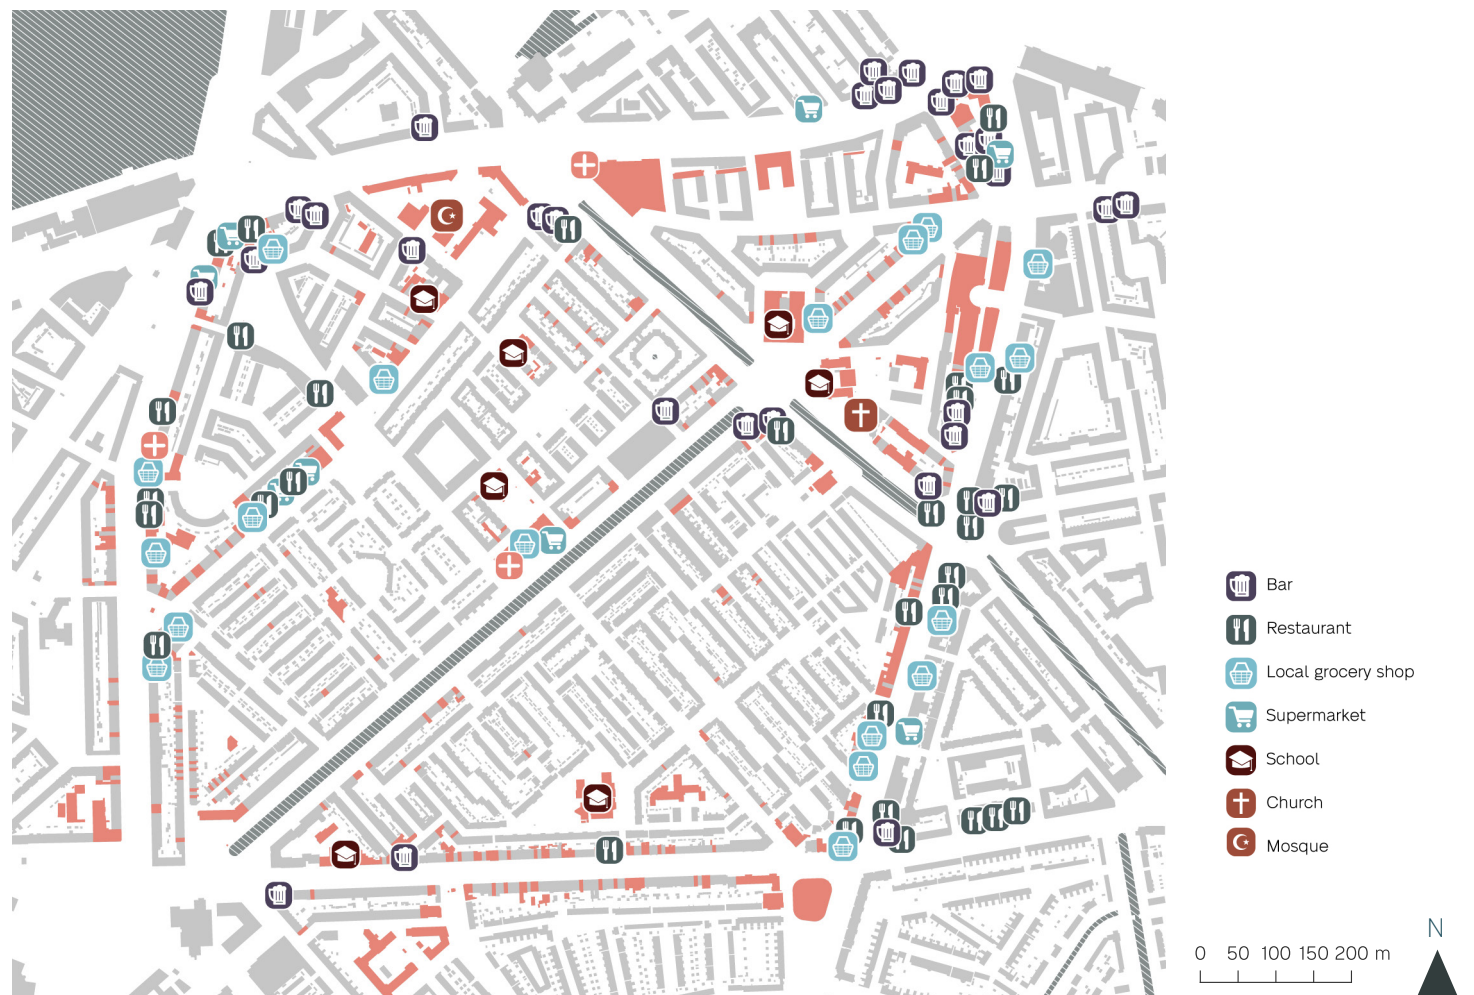 Bar
Restaurant
Local grocery shop
Supermarket
School
Church
Mosque
N
0 50 100 150 200 m